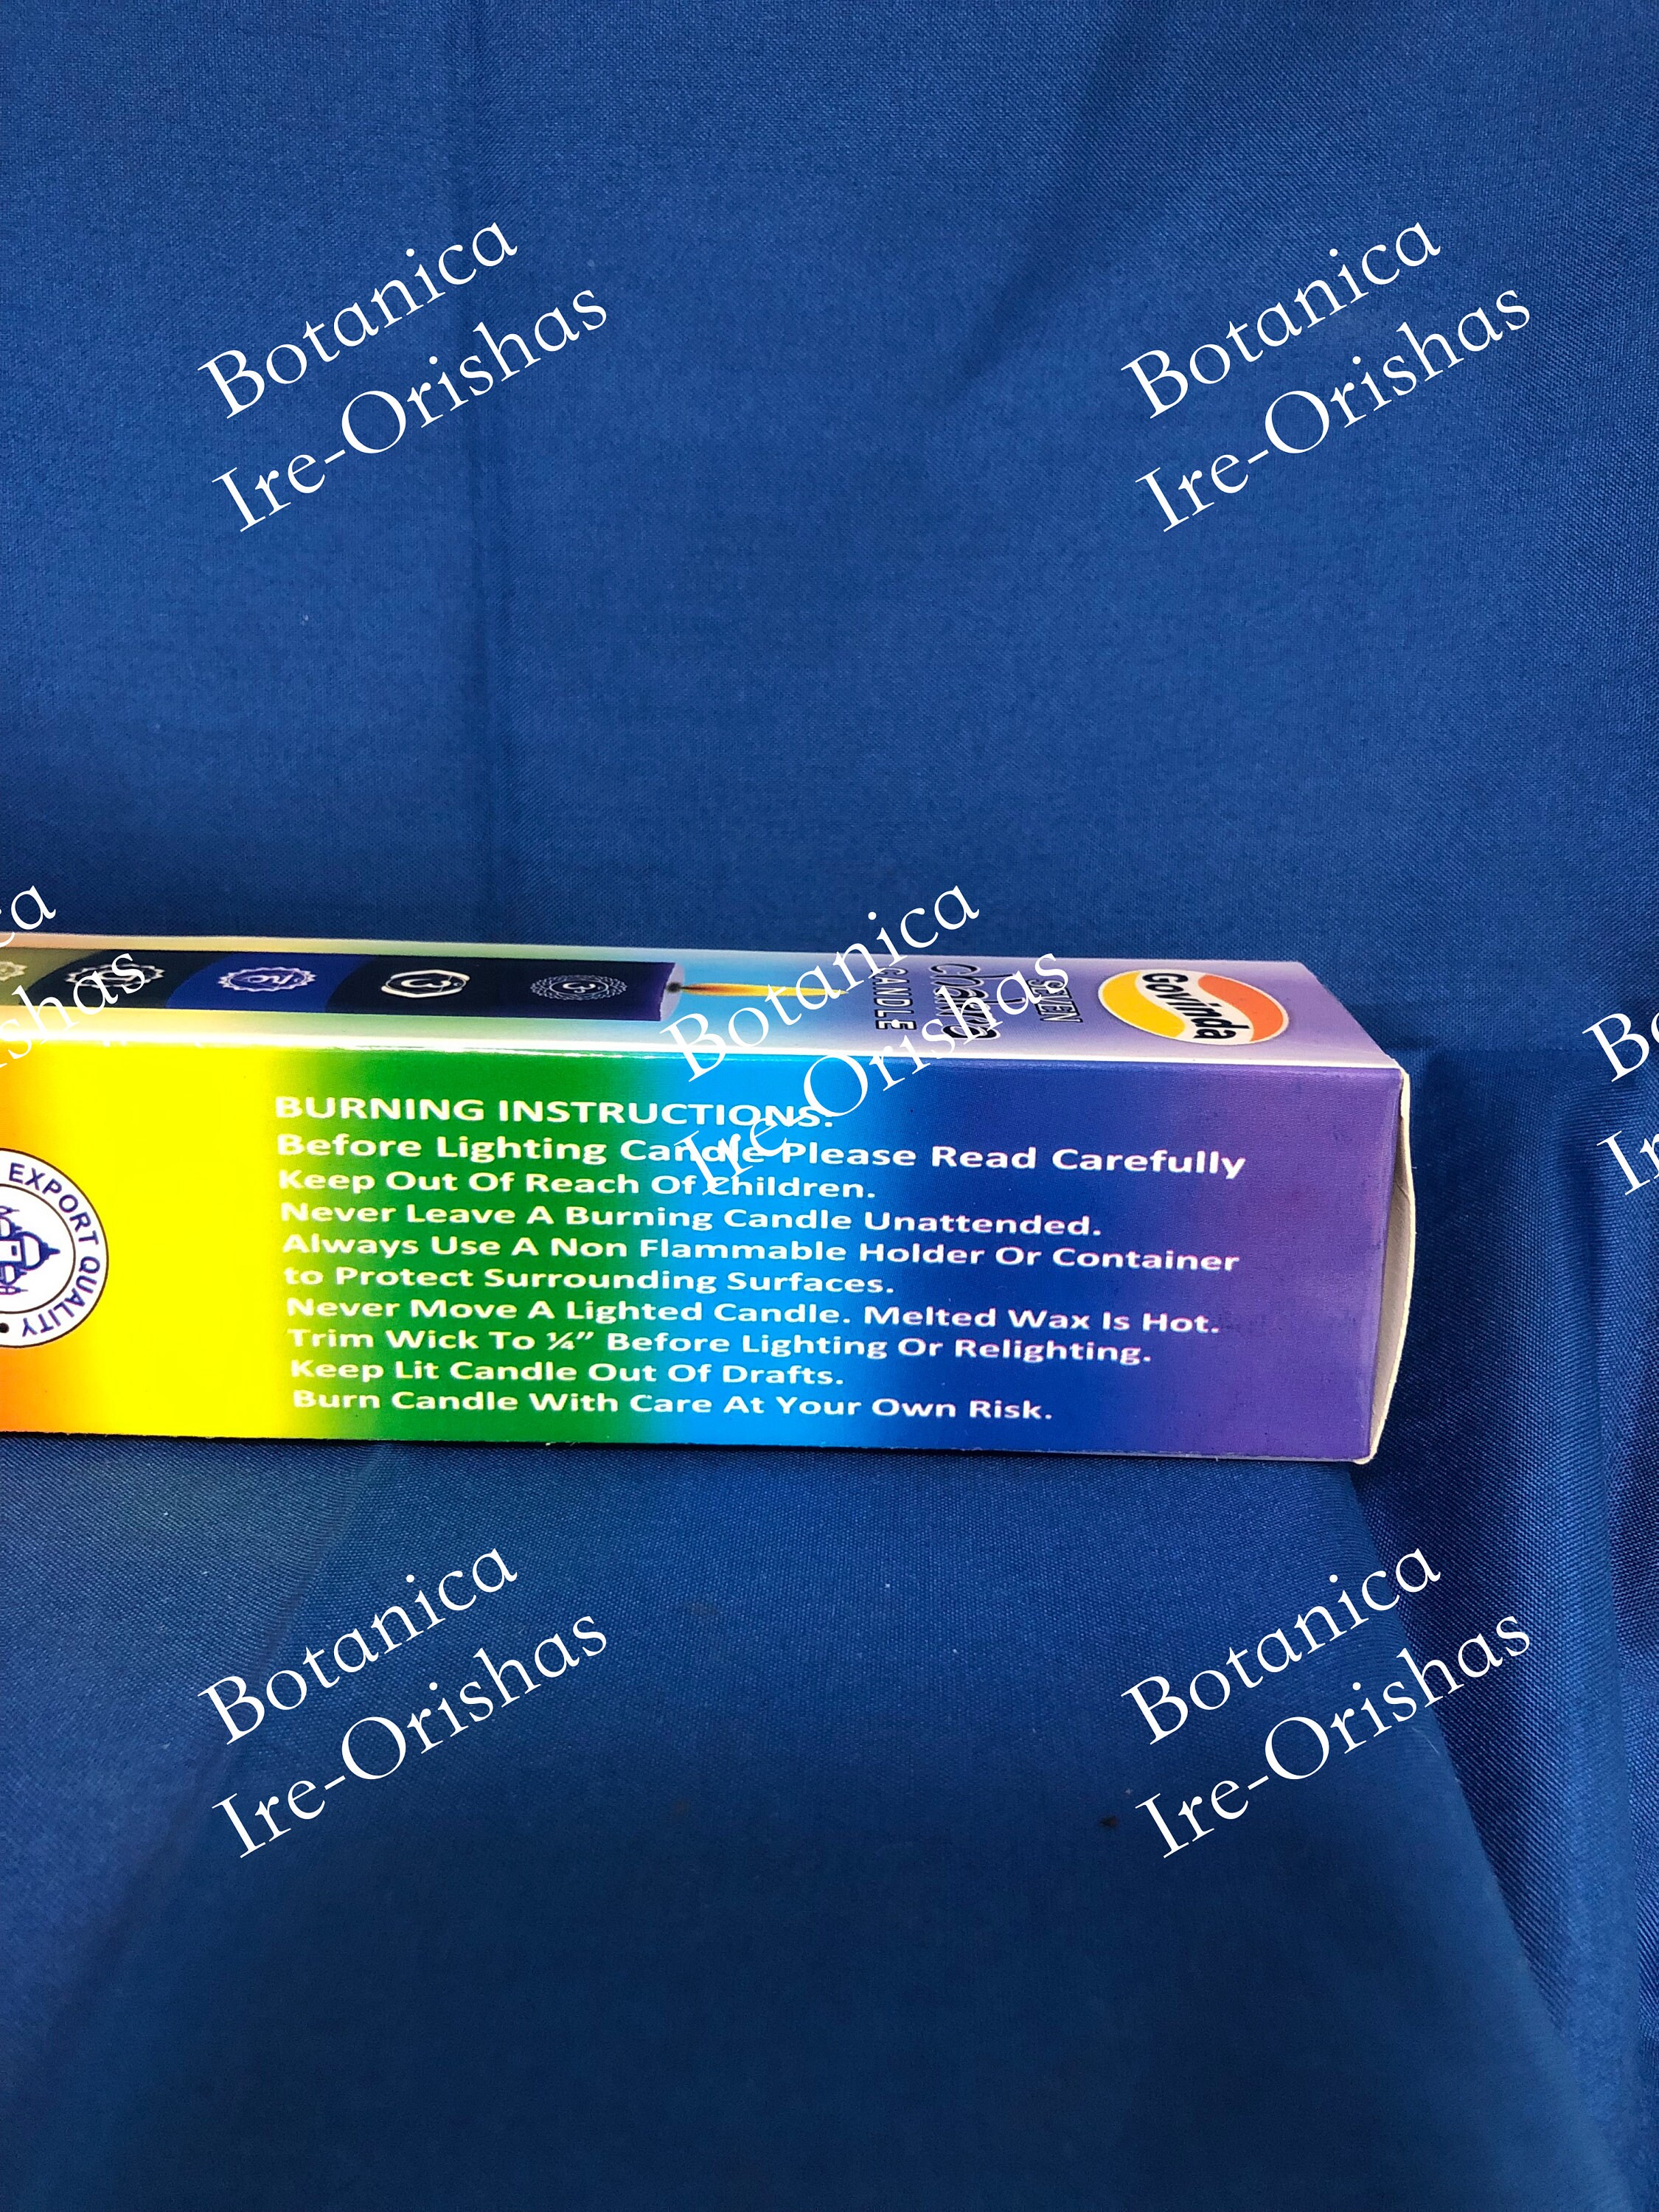 Botanica
Ire-Orishas
Botanica
Ire-Orishas
ca
shas
Botanica
Ire-Orishas
Bo
Ir
Govinda
SEVEN
chakra
CANDLE
EXPORT QUALITY •
BURNING INSTRUCTIONS:
Before Lighting Candle Please Read Carefully
Keep Out Of Reach Of Children.
Never Leave A Burning Candle Unattended.
Always Use A Non Flammable Holder Or Container
to Protect Surrounding Surfaces.
Never Move A Lighted Candle. Melted Wax Is Hot.
Trim Wick To ¼” Before Lighting Or Relighting.
Keep Lit Candle Out Of Drafts.
Burn Candle With Care At Your Own Risk.
Botanica
Ire-Orishas
Botanica
Ire-Orishas